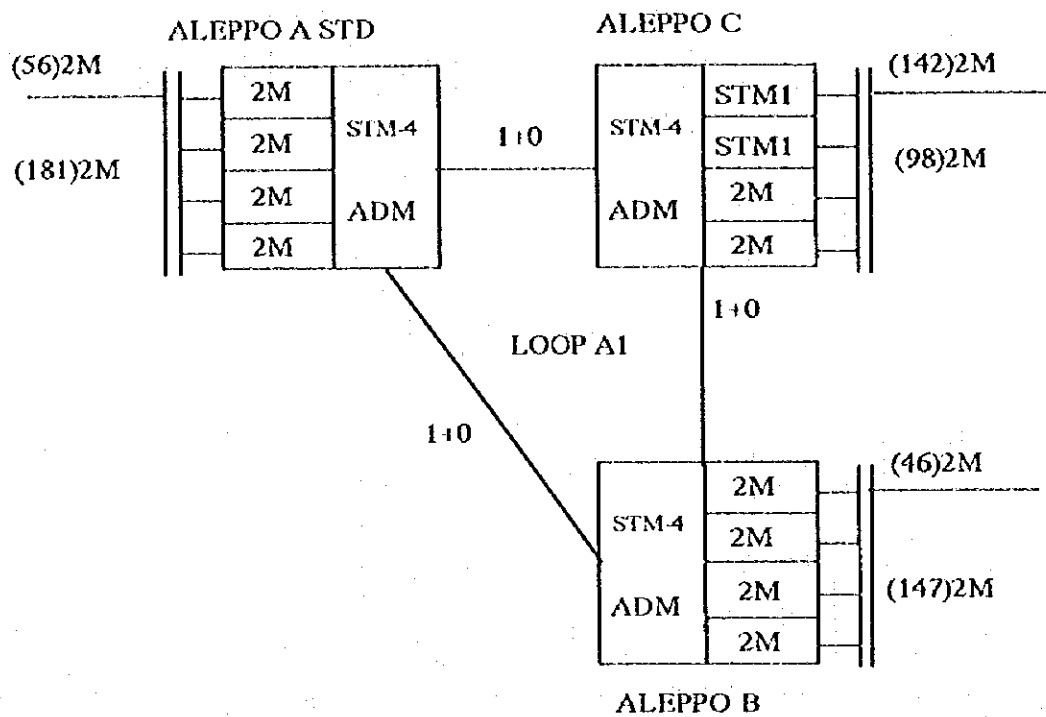 ALEPPO A STD
ALEPPO C
(56)2M
(181)2M
2M
2M
2M
2M
STM-4
ADM
1+0
STM-4
ADM
STM1
STM1
2M
2M
(142)2M
(98)2M
1+0
LOOP A1
1+0
STM-4
ADM
2M
2M
2M
2M
(46)2M
(147)2M
ALEPPO B